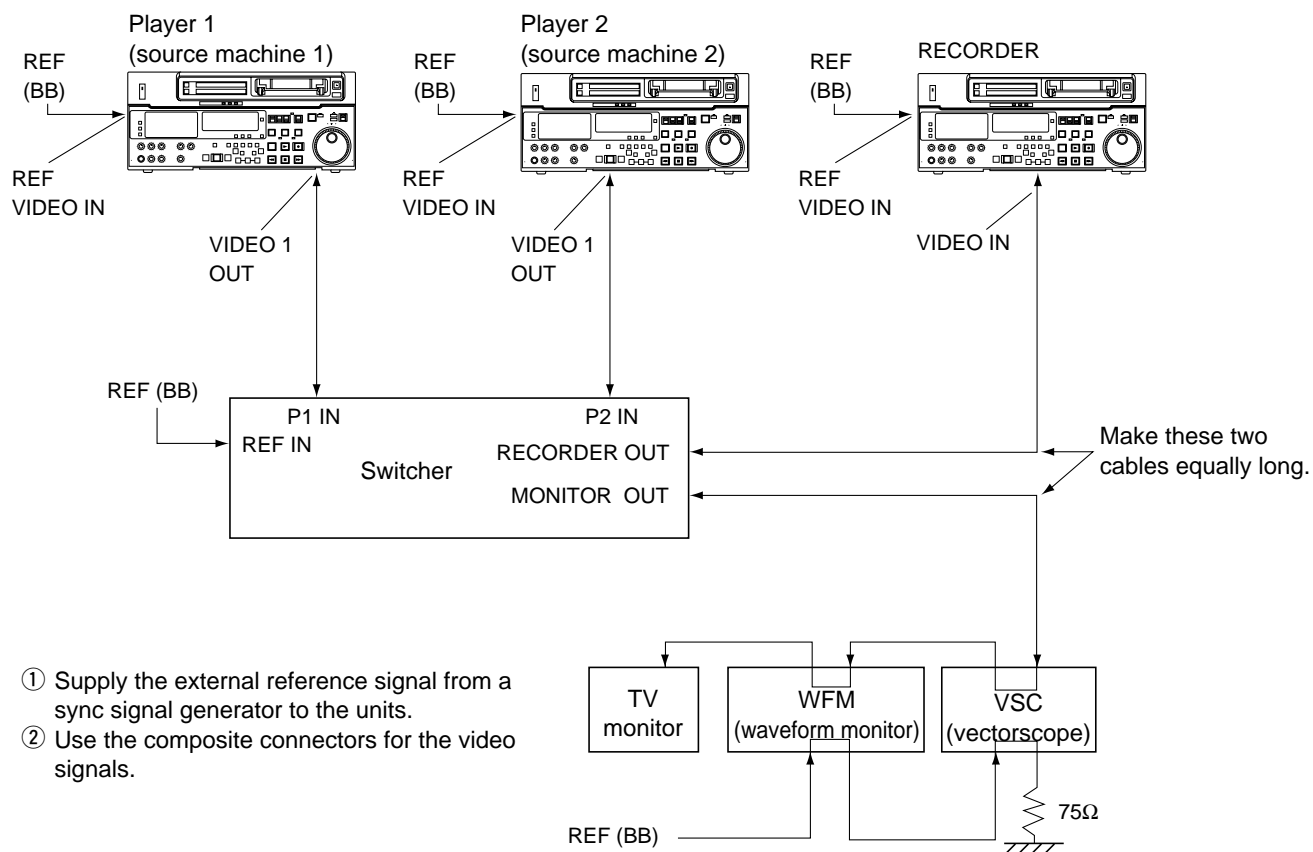 Player 1
(source machine 1)
Player 2
(source machine 2)
RECORDER
REF
(BB)
REF
(BB)
REF
(BB)
REF
VIDEO IN
REF
VIDEO IN
REF
VIDEO IN
VIDEO 1
OUT
VIDEO 1
OUT
VIDEO IN
REF (BB)
P1 IN
P2 IN
REF IN
RECORDER OUT
Switcher
MONITOR OUT
Make these two
cables equally long.
① Supply the external reference signal from a
sync signal generator to the units.
② Use the composite connectors for the video
signals.
TV
monitor
WFM
(waveform monitor)
VSC
(vectorscope)
75Ω
REF (BB)